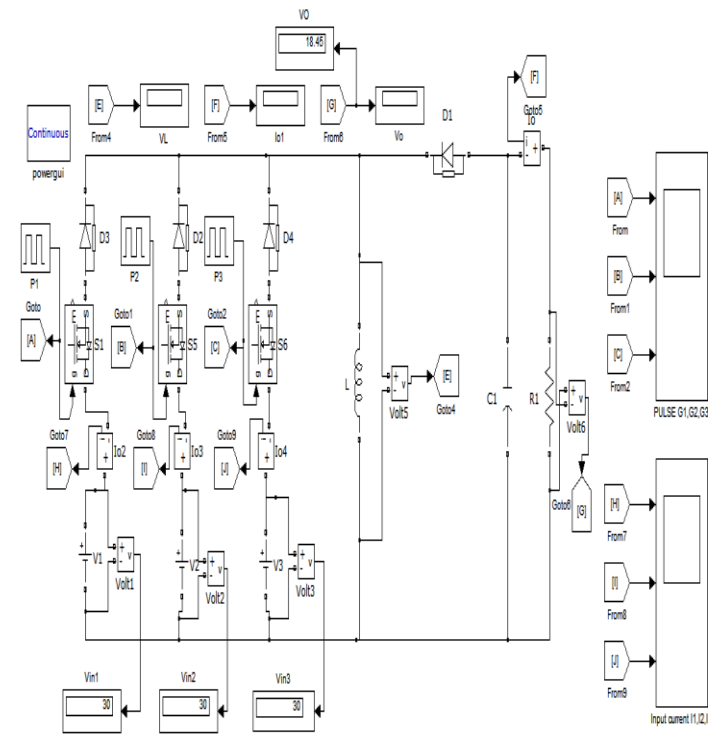 VO
18.46
[E]
From4
VL
[F]
From5
Io1
[G]
From6
Vo
[F]
Goto5
Io
i
+
-
D1
Continuous
powergui
P1
D3
P2
D2
P3
D4
Goto
[A]
S1
Goto1
[B]
S5
Goto2
[C]
S6
Goto7
[H]
Io2
Goto8
[I]
Io3
Goto9
[J]
Io4
V1
Volt1
V2
Volt2
V3
Volt3
L
Volt5
[E]
Goto4
C1
R1
Volt6
[G]
Goto6
[A]
From
[B]
From1
[C]
From2
PULSE G1,G2,G3
[H]
From7
[I]
From8
[J]
From9
Input current I1,I2,I
Vin1
30
Vin2
30
Vin3
30